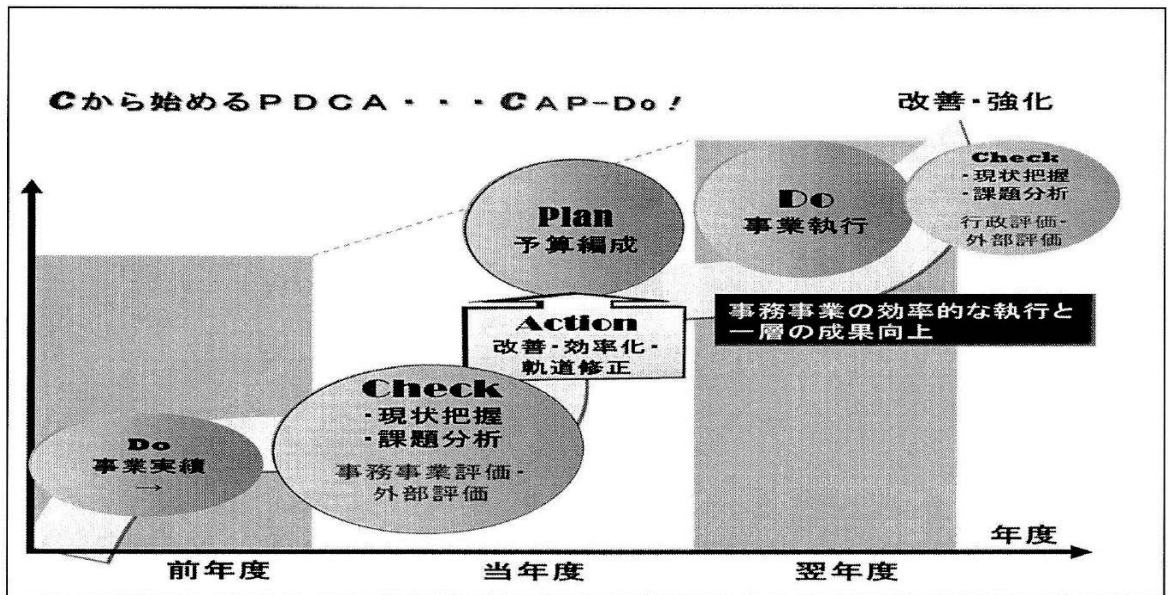 Cから始めるPDCA・・・CAP-Do!
改善・強化
Check
・現状把握
・課題分析
行政評価・
外部評価
Do
事業執行
Plan
予算編成
Action
改善・効率化・
軌道修正
事務事業の効率的な執行と
一層の成果向上
Check
・現状把握
・課題分析
事務事業評価・
外部評価
Do
事業実績
→
年度
前年度
当年度
翌年度